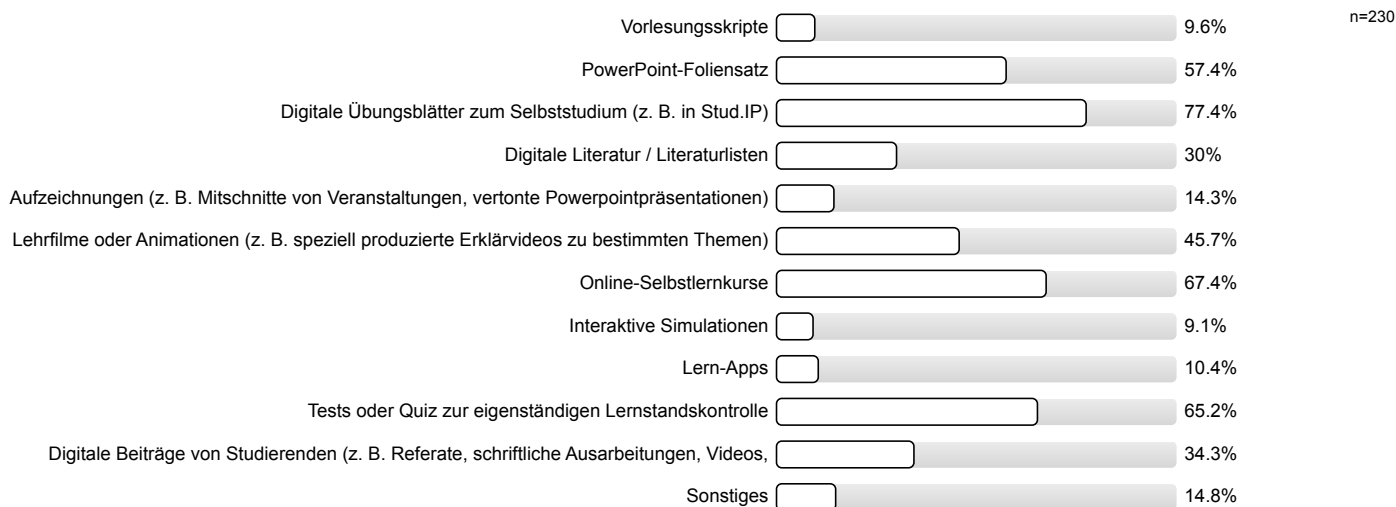 n=230
Vorlesungsskripte 9.6%
PowerPoint-Foliensatz 57.4%
Digitale Übungsblätter zum Selbststudium (z. B. in Stud.IP) 77.4%
Digitale Literatur / Literaturlisten 30%
Aufzeichnungen (z. B. Mitschnitte von Veranstaltungen, vertonte Powerpointpräsentationen) 14.3%
Lehrfilme oder Animationen (z. B. speziell produzierte Erklärvideos zu bestimmten Themen) 45.7%
Online-Selbstlernkurse 67.4%
Interaktive Simulationen 9.1%
Lern-Apps 10.4%
Tests oder Quiz zur eigenständigen Lernstandskontrolle 65.2%
Digitale Beiträge von Studierenden (z. B. Referate, schriftliche Ausarbeitungen, Videos, 34.3%
Sonstiges 14.8%